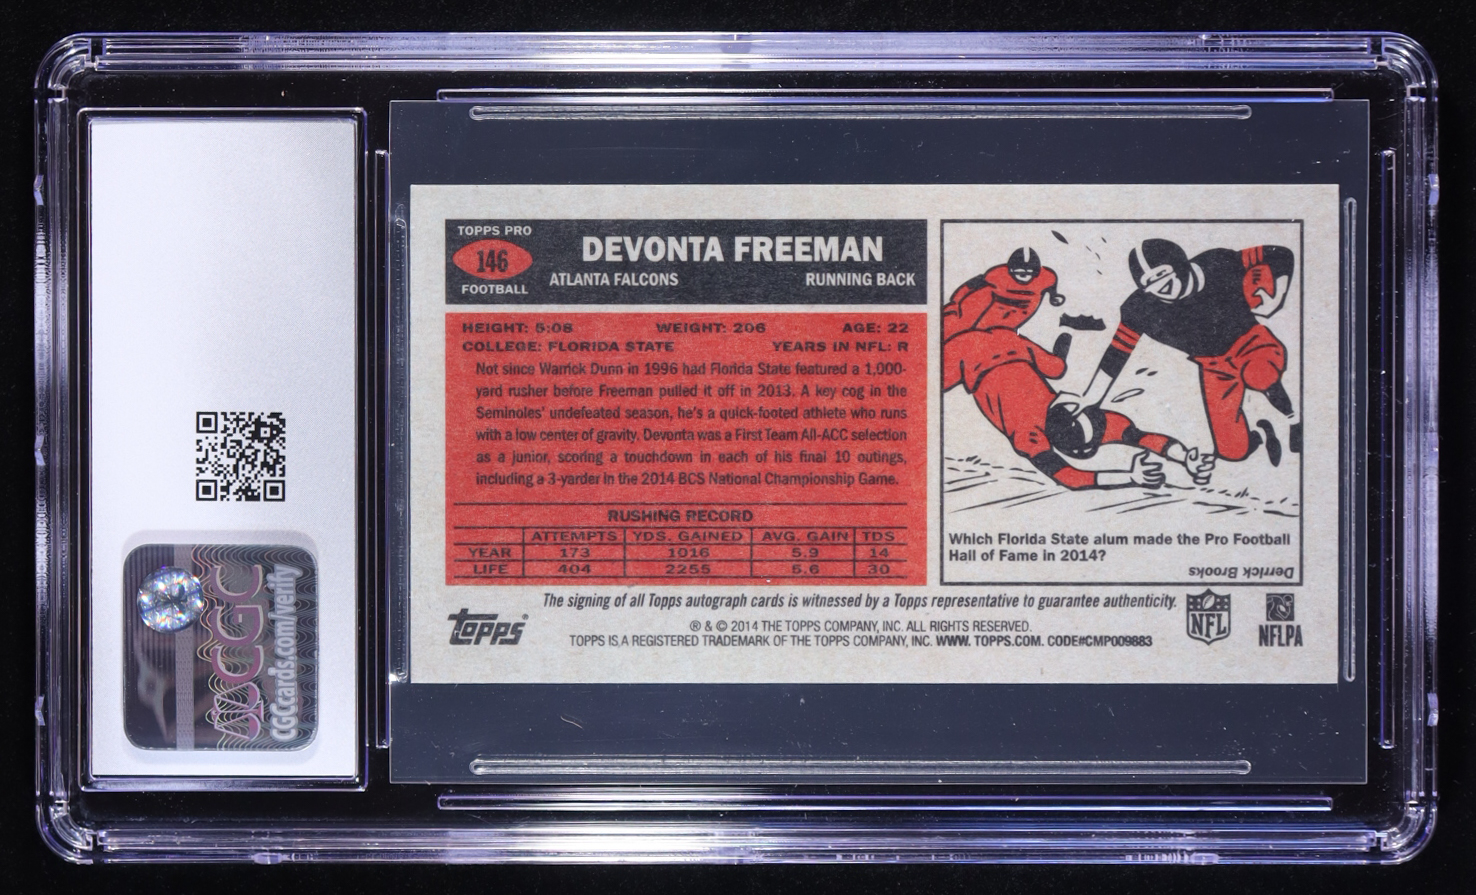 TOPPS PRO
146
FOOTBALL
DEVONTA FREEMAN
ATLANTA FALCONS RUNNING BACK
HEIGHT: 5:08 WEIGHT: 206 AGE: 22
COLLEGE: FLORIDA STATE YEARS IN NFL: R
Not since Warrick Dunn in 1996 had Florida State featured a 1,000-
yard rusher before Freeman pulled it off in 2013. A key cog in the
Seminoles' undefeated season, he's a quick-footed athlete who runs
with a low center of gravity. Devonta was a First Team All-ACC selection
as a junior, scoring a touchdown in each of his final 10 outings,
including a 3-yarder in the 2014 BCS National Championship Game.
RUSHING RECORD
ATTEMPTS YDS. GAINED AVG. GAIN TDS
YEAR 173 1016 5.9 14
LIFE 404 2255 5.6 30
Which Florida State alum made the Pro Football
Hall of Fame in 2014?
Derrick Brooks
The signing of all Topps autograph cards is witnessed by a Topps representative to guarantee authenticity.
topps
® & © 2014 THE TOPPS COMPANY, INC. ALL RIGHTS RESERVED.
TOPPS IS A REGISTERED TRADEMARK OF THE TOPPS COMPANY, INC. WWW. TOPPS.COM. CODE#CMP009883
NFL
NFLPA
CGC
CGCcards.com/verify